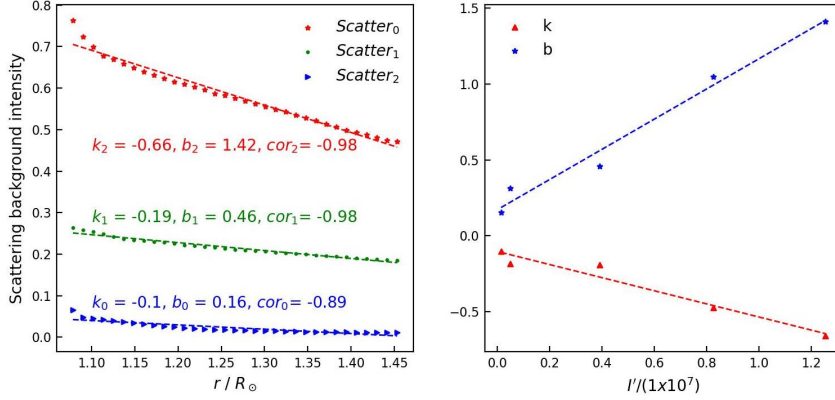 0.8
0.7
0.6
0.5
0.4
0.3
0.2
0.1
0.0
Scattering background intensity
Scatter₀
Scatter₁
Scatter₂
k₂ = -0.66, b₂ = 1.42, cor₂= -0.98
k₁ = -0.19, b₁ = 0.46, cor₁= -0.98
k₀ = -0.1, b₀ = 0.16, cor₀= -0.89
1.10 1.15 1.20 1.25 1.30 1.35 1.40 1.45
r / R☉
1.5
1.0
0.5
0.0
−0.5
k
b
0.0 0.2 0.4 0.6 0.8 1.0 1.2
I′/(1x10⁷)